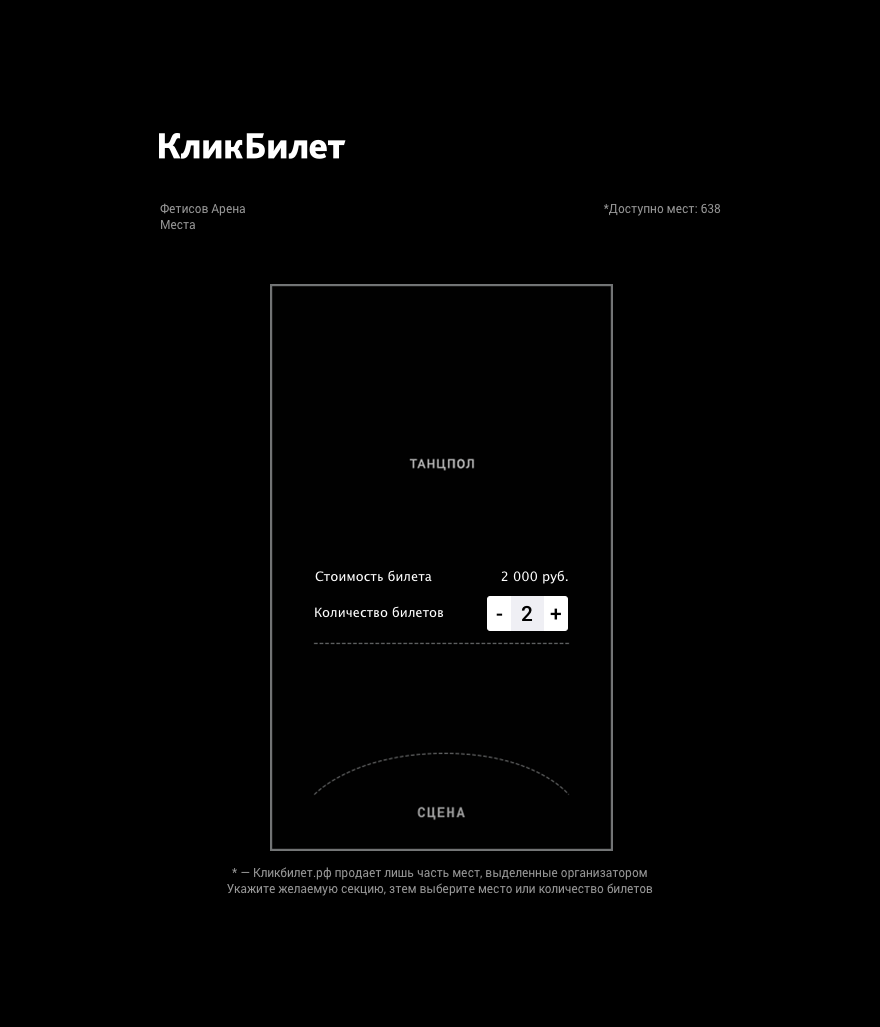 КликБилет
Фетисов Арена
Места
*Доступно мест: 638
ТАНЦПОЛ
Стоимость билета 2 000 руб.
Количество билетов - 2 +
СЦЕНА
* — Кликбилет.рф продает лишь часть мест, выделенные организатором
Укажите желаемую секцию, зтем выберите место или количество билетов